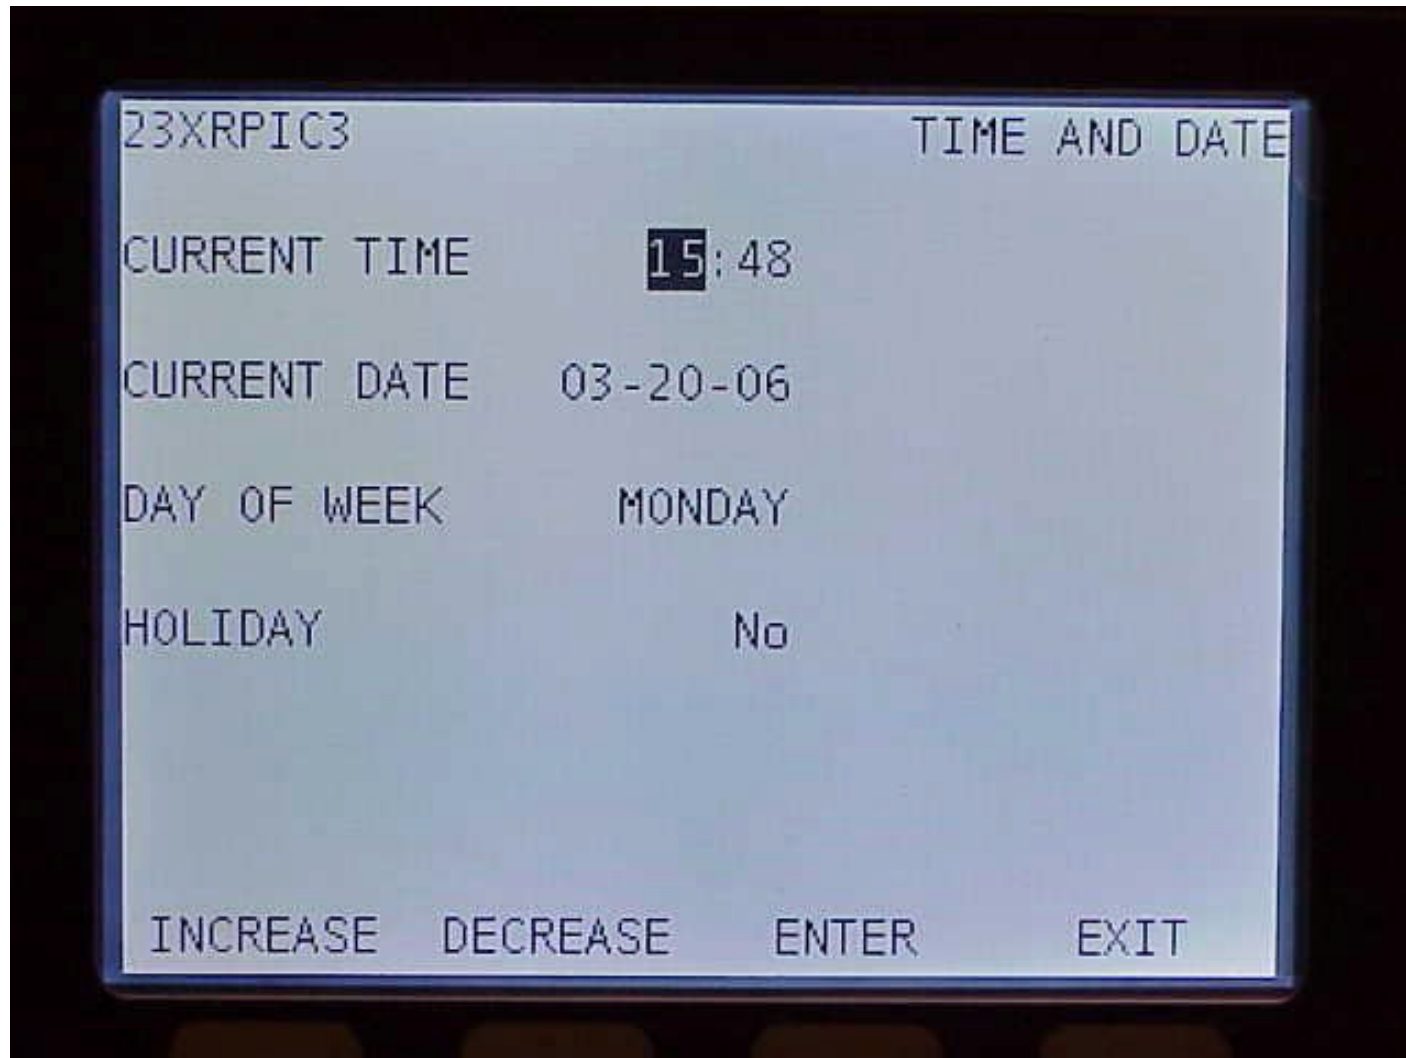 23XRPIC3 TIME AND DATE
CURRENT TIME 15:48
CURRENT DATE 03-20-06
DAY OF WEEK MONDAY
HOLIDAY No
INCREASE DECREASE ENTER EXIT